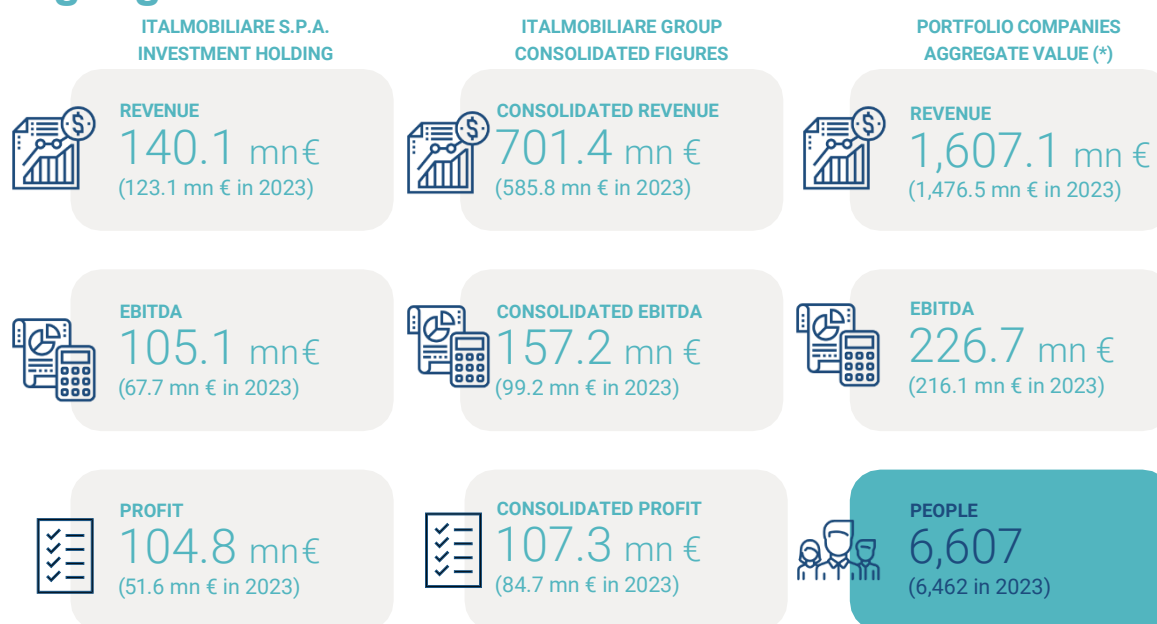 ITALMOBILIARE S.P.A.
INVESTMENT HOLDING
REVENUE
140.1 mn€
(123.1 mn € in 2023)
EBITDA
105.1 mn€
(67.7 mn € in 2023)
PROFIT
104.8 mn€
(51.6 mn € in 2023)
ITALMOBILIARE GROUP
CONSOLIDATED FIGURES
CONSOLIDATED REVENUE
701.4 mn €
(585.8 mn € in 2023)
CONSOLIDATED EBITDA
157.2 mn €
(99.2 mn € in 2023)
CONSOLIDATED PROFIT
107.3 mn €
(84.7 mn € in 2023)
PORTFOLIO COMPANIES
AGGREGATE VALUE (*)
REVENUE
1,607.1 mn €
(1,476.5 mn € in 2023)
EBITDA
226.7 mn €
(216.1 mn € in 2023)
PEOPLE
6,607
(6,462 in 2023)